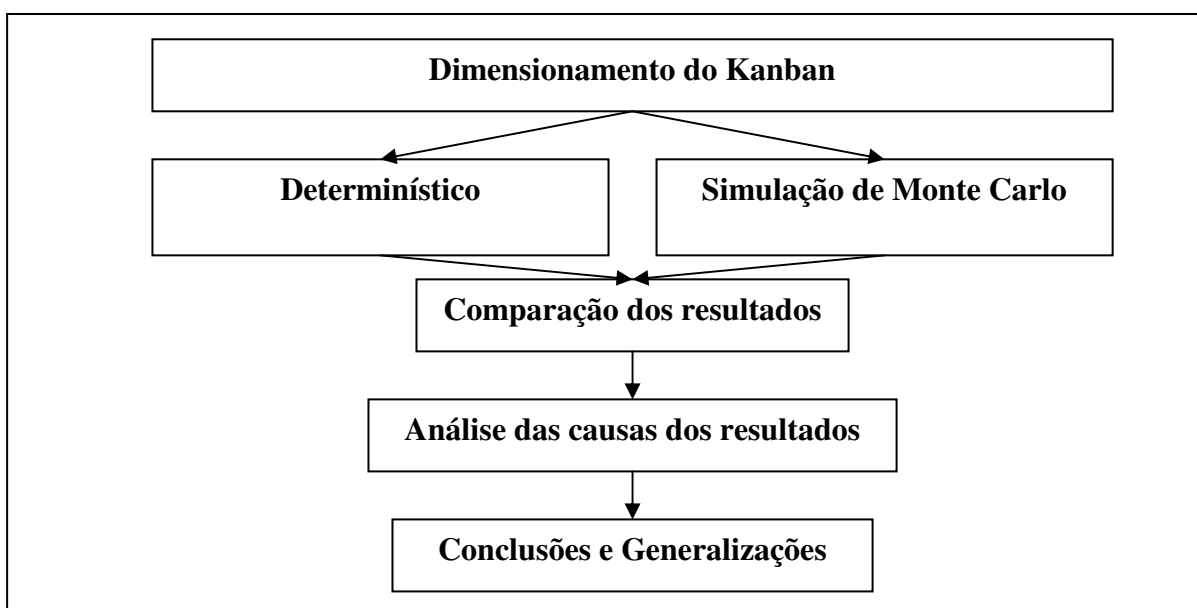 Dimensionamento do Kanban
Determinístico
Simulação de Monte Carlo
Comparação dos resultados
Análise das causas dos resultados
Conclusões e Generalizações